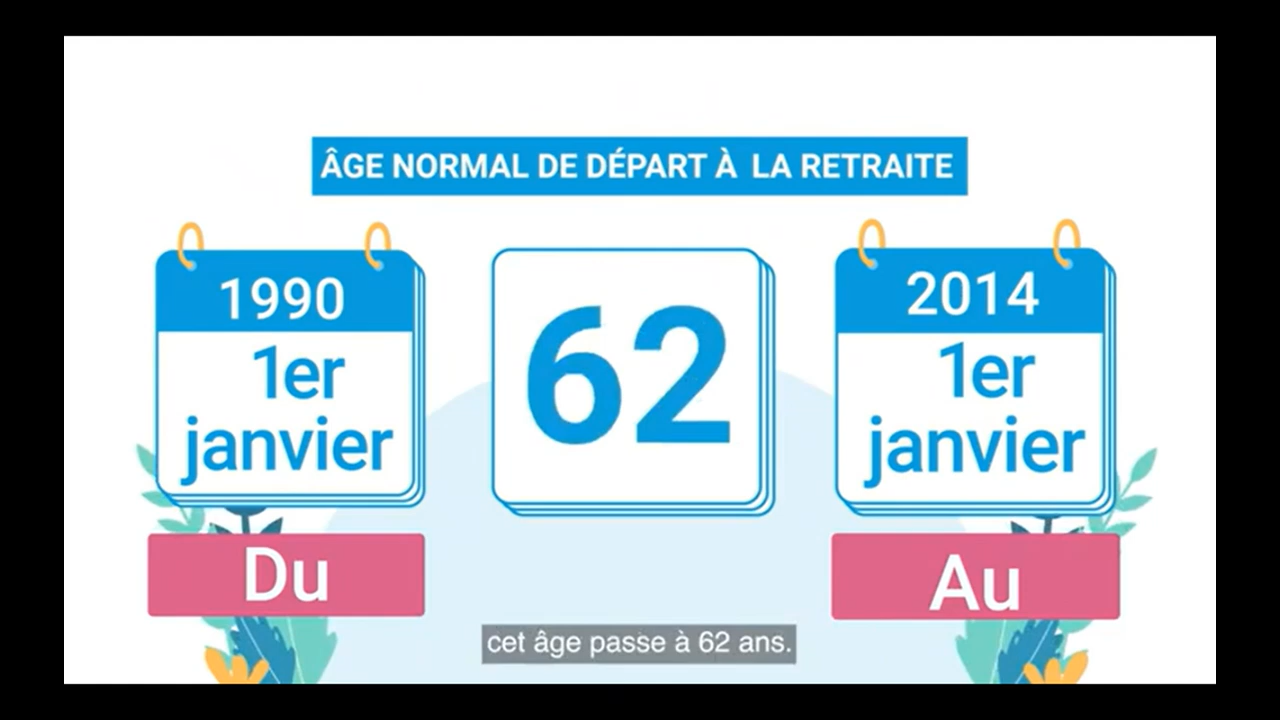 ÂGE NORMAL DE DÉPART À LA RETRAITE
1990
1er
janvier
Du
62
2014
1er
janvier
Au
cet âge passe à 62 ans.